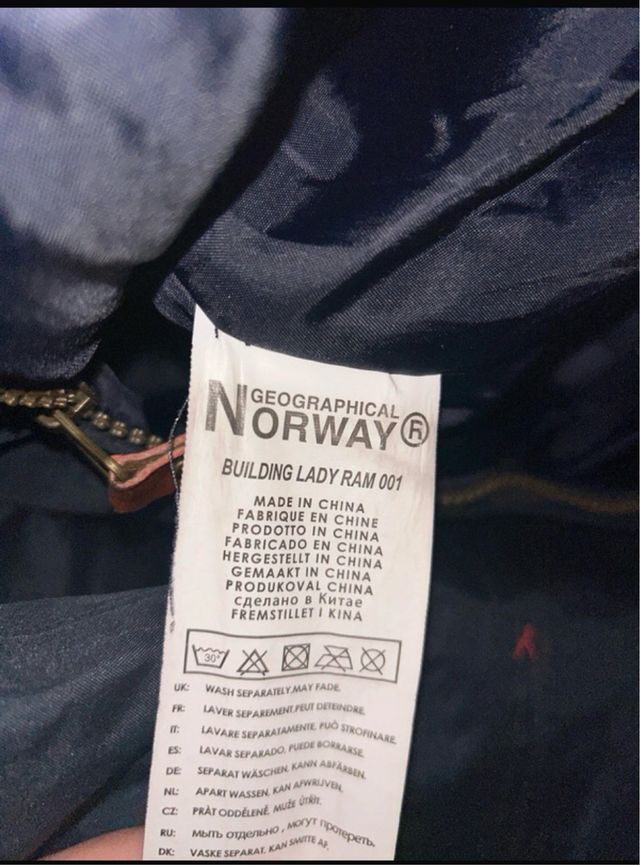 GEOGRAPHICAL
NORWAY®
BUILDING LADY RAM 001
MADE IN CHINA
FABRIQUE EN CHINE
PRODOTTO IN CHINA
FABRICADO EN CHINA
HERGESTELLT IN CHINA
GEMAAKT IN CHINA
PRODUKOVAL CHINA
сделано в Китае
FREMSTILLET I KINA
30°
UK: WASH SEPARATELY.MAY FADE.
FR: LAVER SEPAREMENT.PEUT DETEINDRE.
IT: LAVARE SEPARATAMENTE, PUÒ STROFINARE.
ES: LAVAR SEPARADO, PUEDE BORRARSE.
DE: SEPARAT WÄSCHEN, KANN ABFÄRBEN.
NL: APART WASSEN, KAN AFWRIJVEN.
CZ: PRÀT ODDĚLENĚ, MUŽE ÚTŘÍT.
RU: мыть отдельно , могут протереть.
DK: VASKE SEPARAT, KAN SMITTE AF.